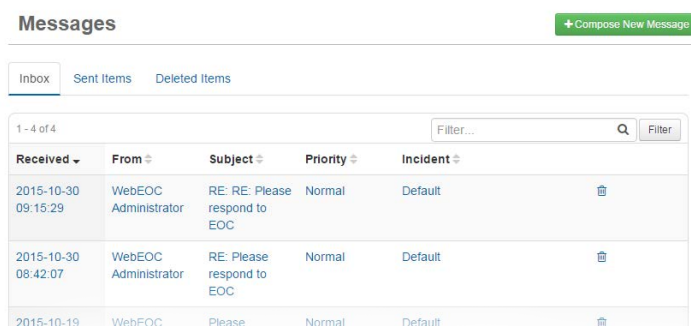 Messages
+ Compose New Message
Inbox Sent Items Deleted Items
1 - 4 of 4 Filter... Filter
Received From Subject Priority Incident
2015-10-30 WebEOC RE: RE: Please Normal Default
09:15:29 Administrator respond to
EOC
2015-10-30 WebEOC RE: Please Normal Default
08:42:07 Administrator respond to
EOC
2015-10-19 WebEOC Please Normal Default